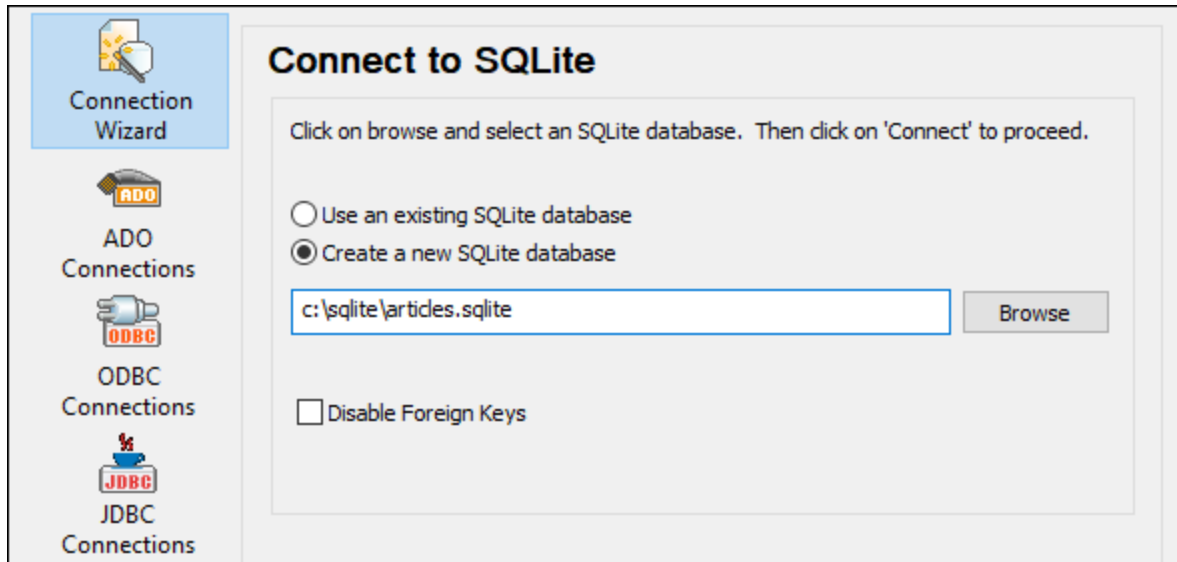 Connection
Wizard
ADO
ADO
Connections
ODBC
ODBC
Connections
JDBC
JDBC
Connections
Connect to SQLite
Click on browse and select an SQLite database.  Then click on 'Connect' to proceed.
Use an existing SQLite database
Create a new SQLite database
c:\sqlite\articles.sqlite
Browse
Disable Foreign Keys